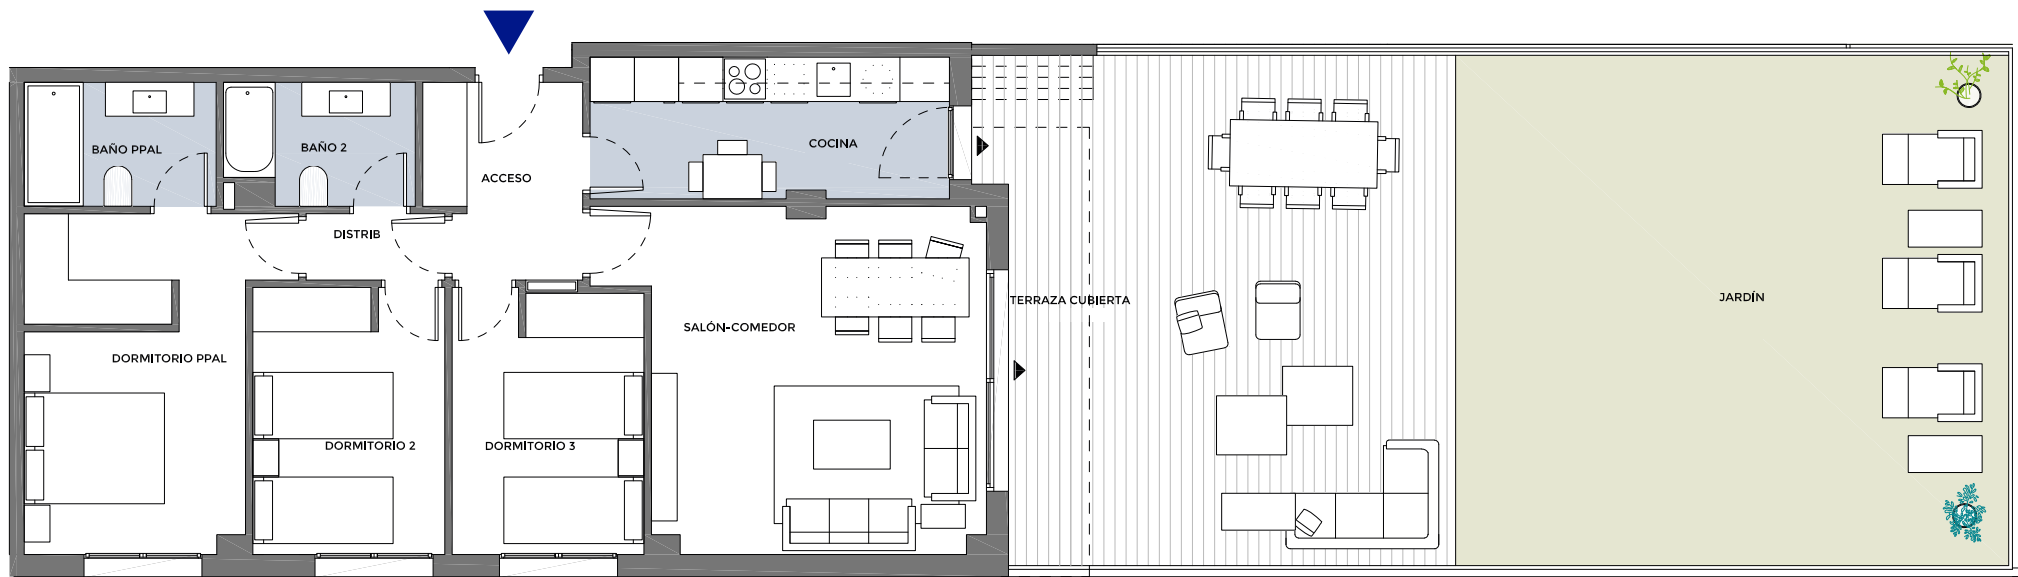 BAÑO PPAL
BAÑO 2
COCINA
ACCESO
DISTRIB
TERRAZA CUBIERTA
JARDÍN
SALÓN-COMEDOR
DORMITORIO PPAL
DORMITORIO 2
DORMITORIO 3